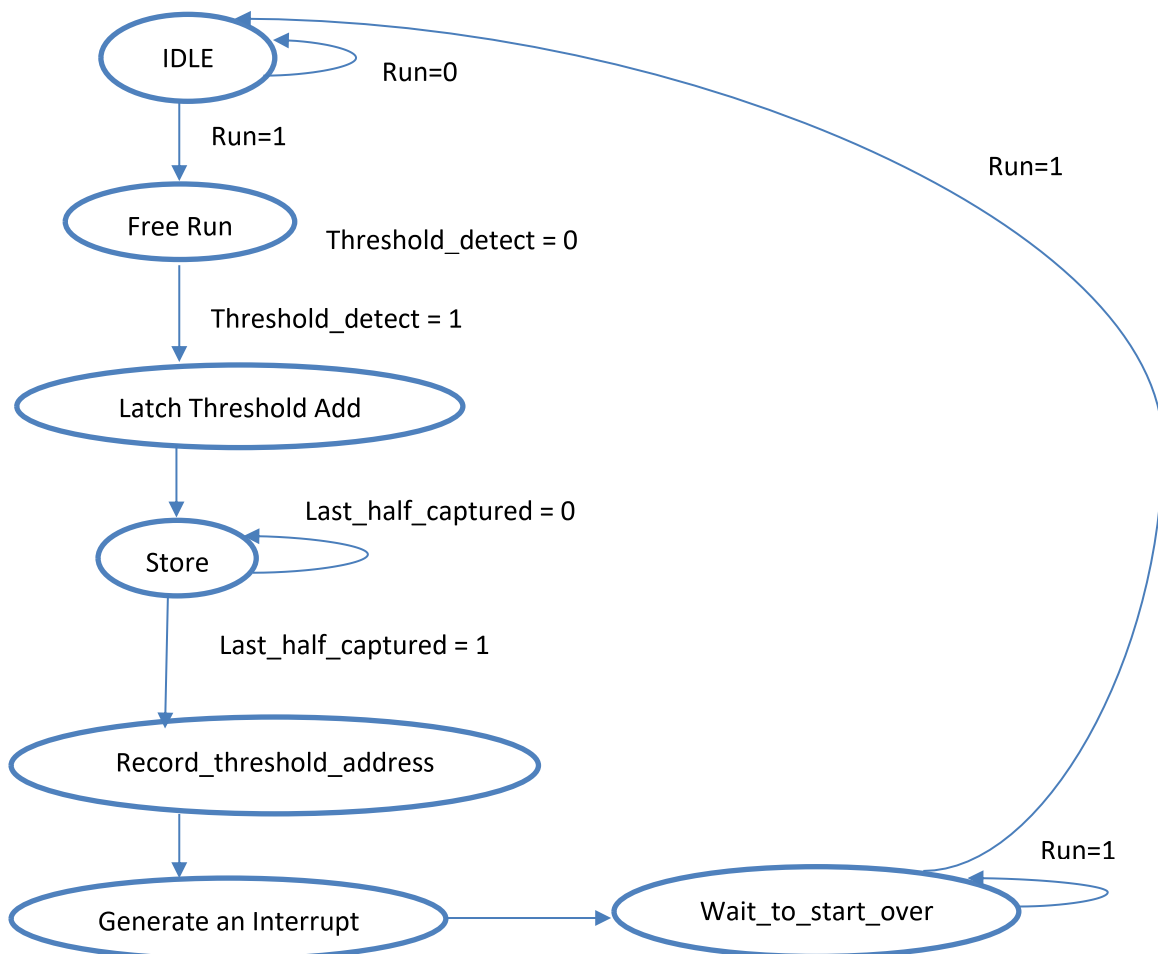 IDLE
Run=0
Run=1
Run=1
Free Run
Threshold_detect = 0
Threshold_detect = 1
Latch Threshold Add
Last_half_captured = 0
Store
Last_half_captured = 1
Record_threshold_address
Run=1
Generate an Interrupt
Wait_to_start_over